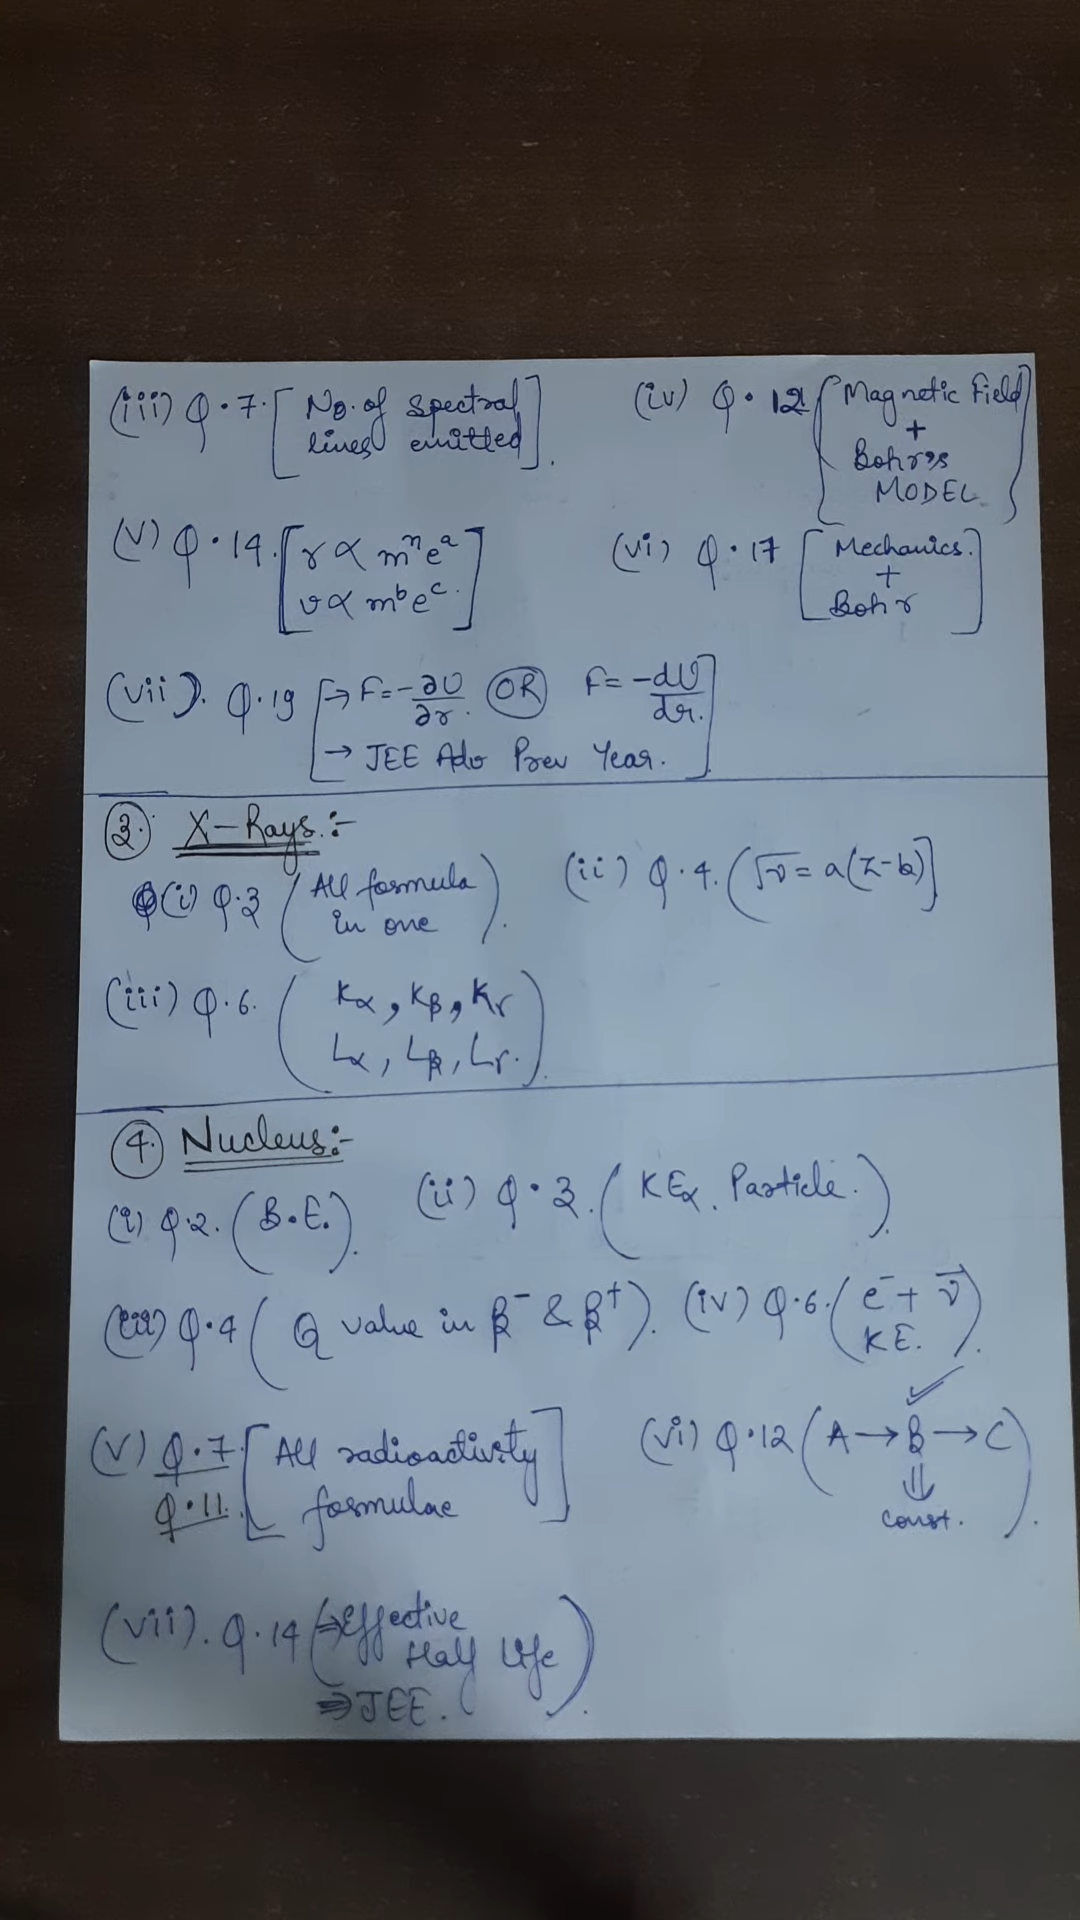 (iii) Q.7. [No. of spectral
lines emitted].
(iv) Q.12 [Magnetic Field
+
Bohr's
MODEL]
(v) Q.14. [r ∝ mⁿeᵃ
v ∝ mᵇeᶜ]
(vi) Q.17 [Mechanics.
+
Bohr]
(vii). Q.19 [→ F = -∂U/∂r. OR F = -dU/dr.
→ JEE Adv Prev Year.]
3. X-Rays:-
(i) Q.3 (All formula
in one).
(ii) Q.4. (√ν = a(z-b)]
(iii) Q.6. (Kα, Kβ, Kγ
Lα, Lβ, Lγ.)
4. Nucleus:-
(i) Q.2. (B.E.)
(ii) Q.3. (KEα. Particle.)
(iii) Q.4 (Q value in β⁻ & β⁺).
(iv) Q.6. (e⁻ + ν̅
KE.).
(v) Q.7 [All radioactivity
Q.11. formulae]
(vi) Q.12 (A → B → C
⇓
const.).
(vii). Q.14 (⇒ Effective
Half Life
⇒ JEE.).